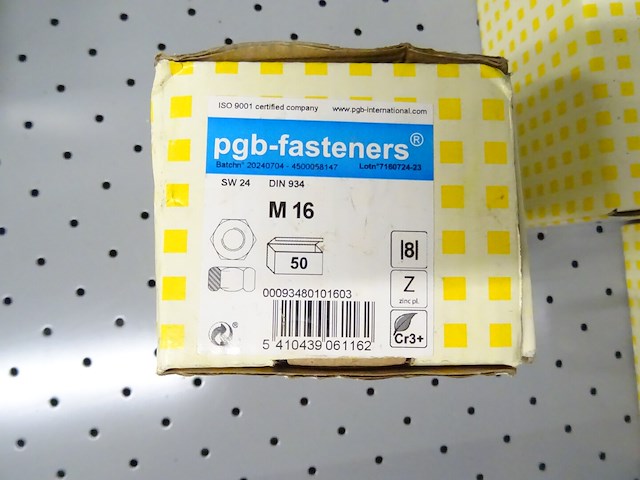 ISO 9001 certified company www.pgb-international.com
pgb-fasteners®
Batchn° 20240704 - 4500058147 Lotn°7160724-23
SW 24 DIN 934
M 16
50
|8|
Z
zinc pl.
00093480101603
Cr3+
5 410439 061162
®